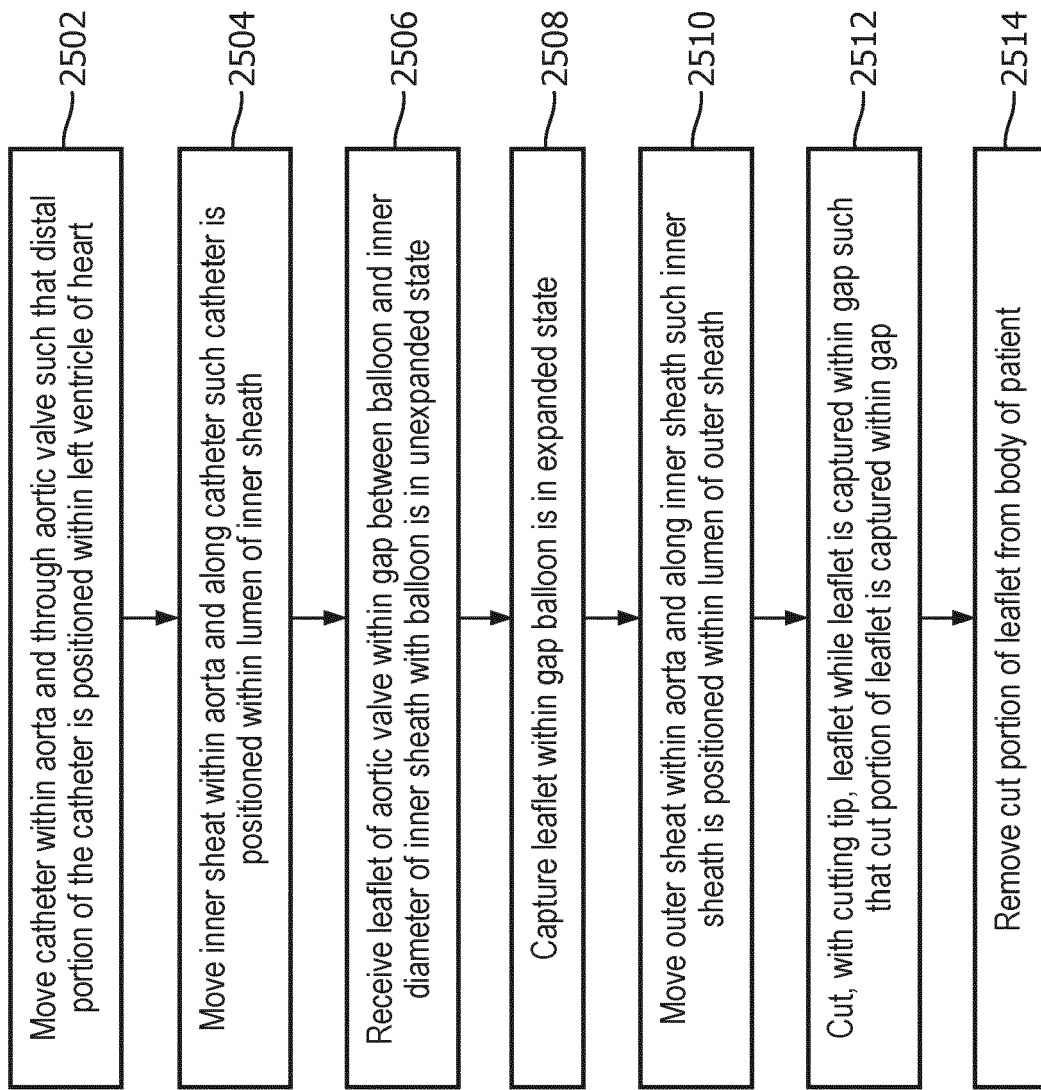 Move catheter within aorta and through aortic valve such that distal
portion of the catheter is positioned within left ventricle of heart
2502
Move inner sheat within aorta and along catheter such catheter is
positioned within lumen of inner sheath
2504
Receive leaflet of aortic valve within gap between balloon and inner
diameter of inner sheath with balloon is in unexpanded state
2506
Capture leaflet within gap balloon is in expanded state
2508
Move outer sheat within aorta and along inner sheath such inner
sheath is positioned within lumen of outer sheath
2510
Cut, with cutting tip, leaflet while leaflet is captured within gap such
that cut portion of leaflet is captured within gap
2512
Remove cut portion of leaflet from body of patient
2514